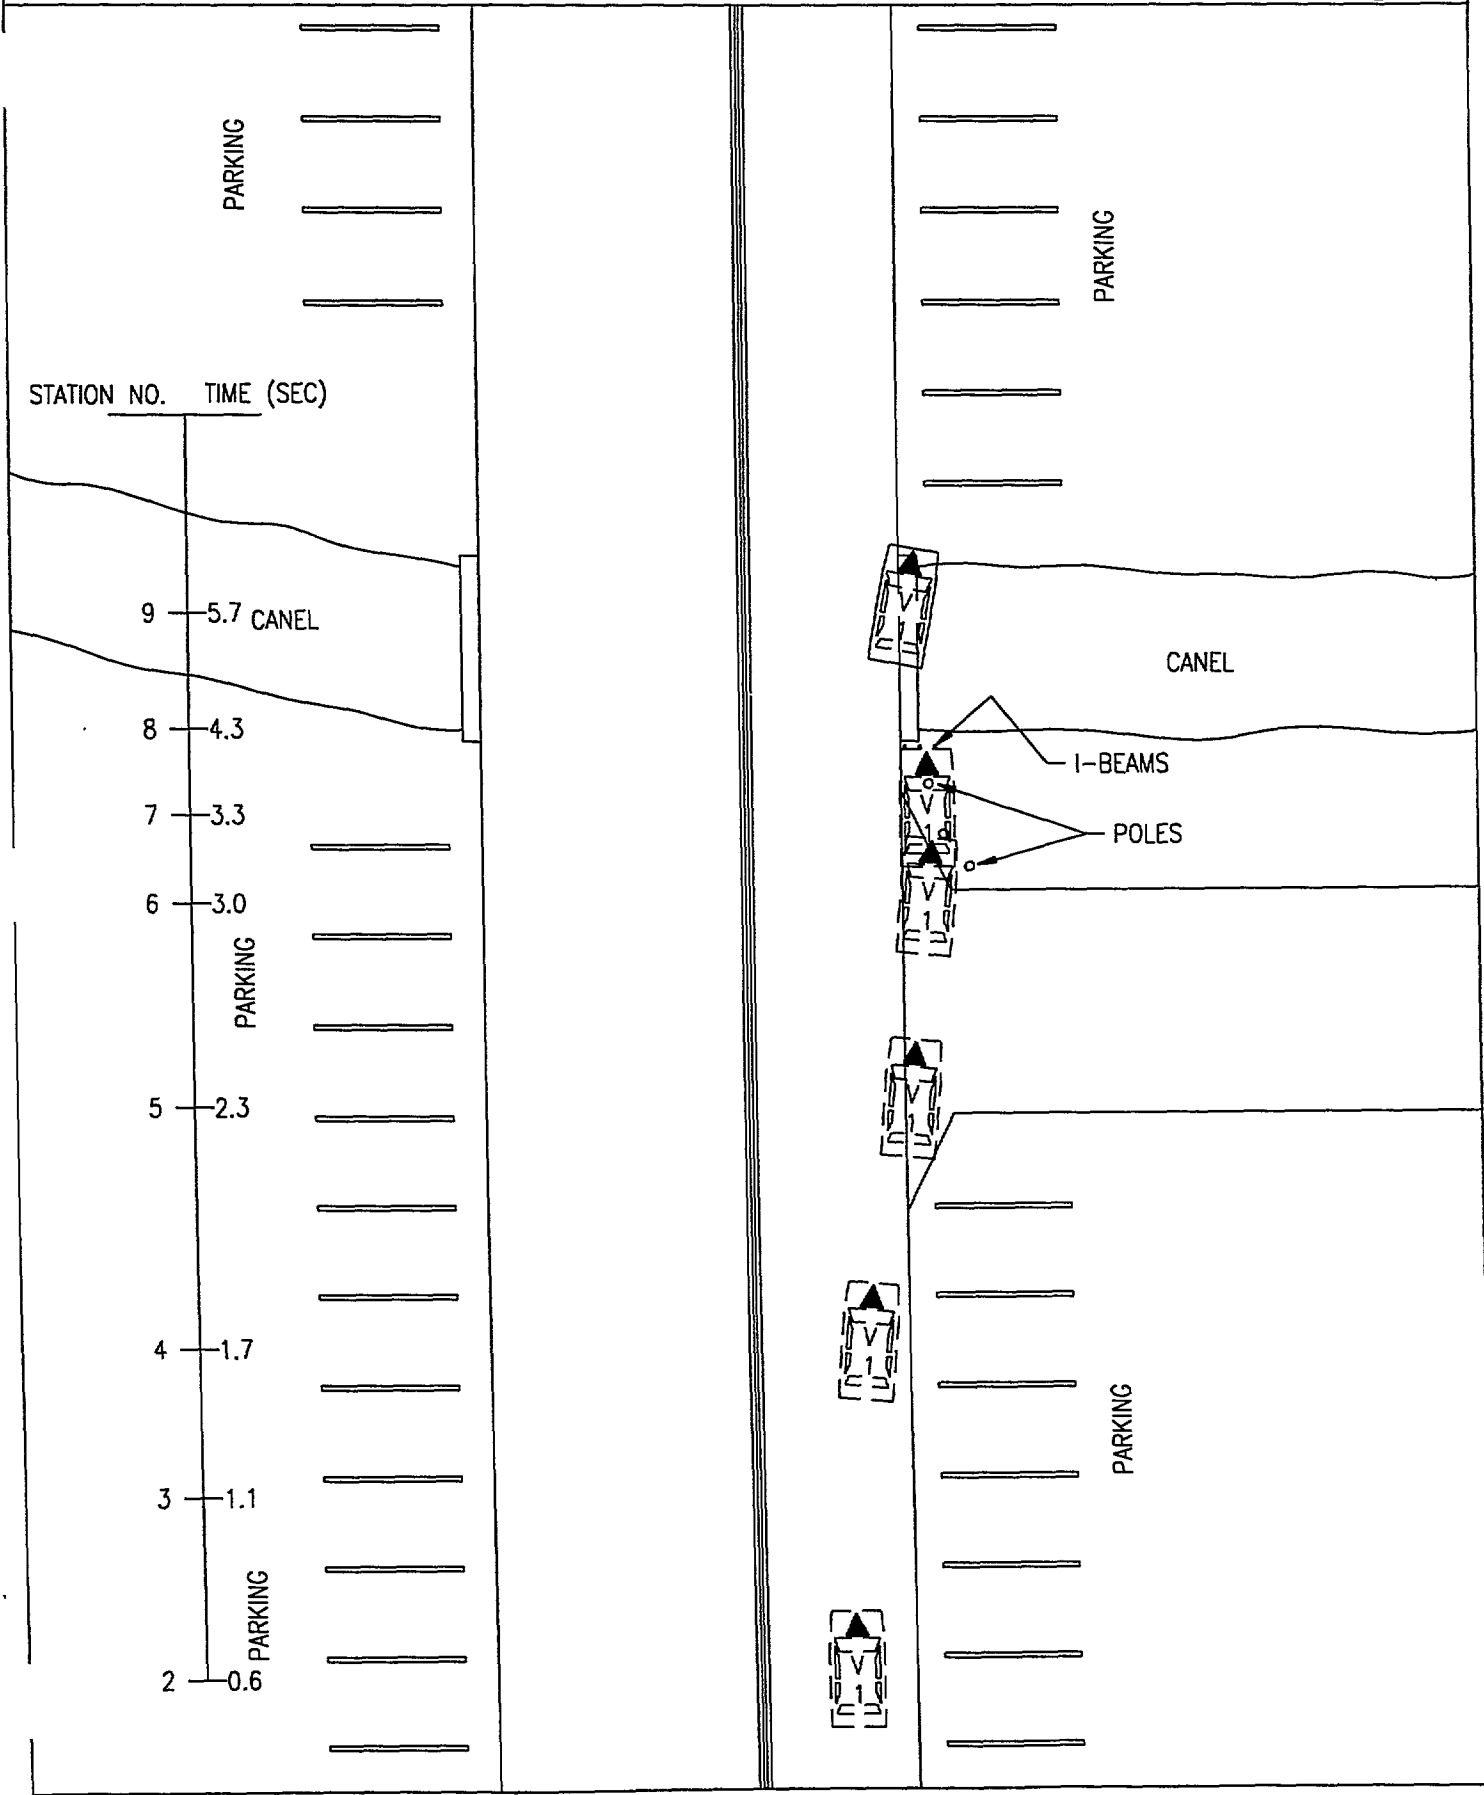 PARKING
PARKING
STATION NO. TIME (SEC)
9 5.7 CANEL
V
1
CANEL
8 4.3
I-BEAMS
7 3.3
V
1
POLES
6 3.0
V
1
PARKING
5 2.3
V
1
4 1.7
V
1
PARKING
3 1.1
PARKING
2 0.6
V
1